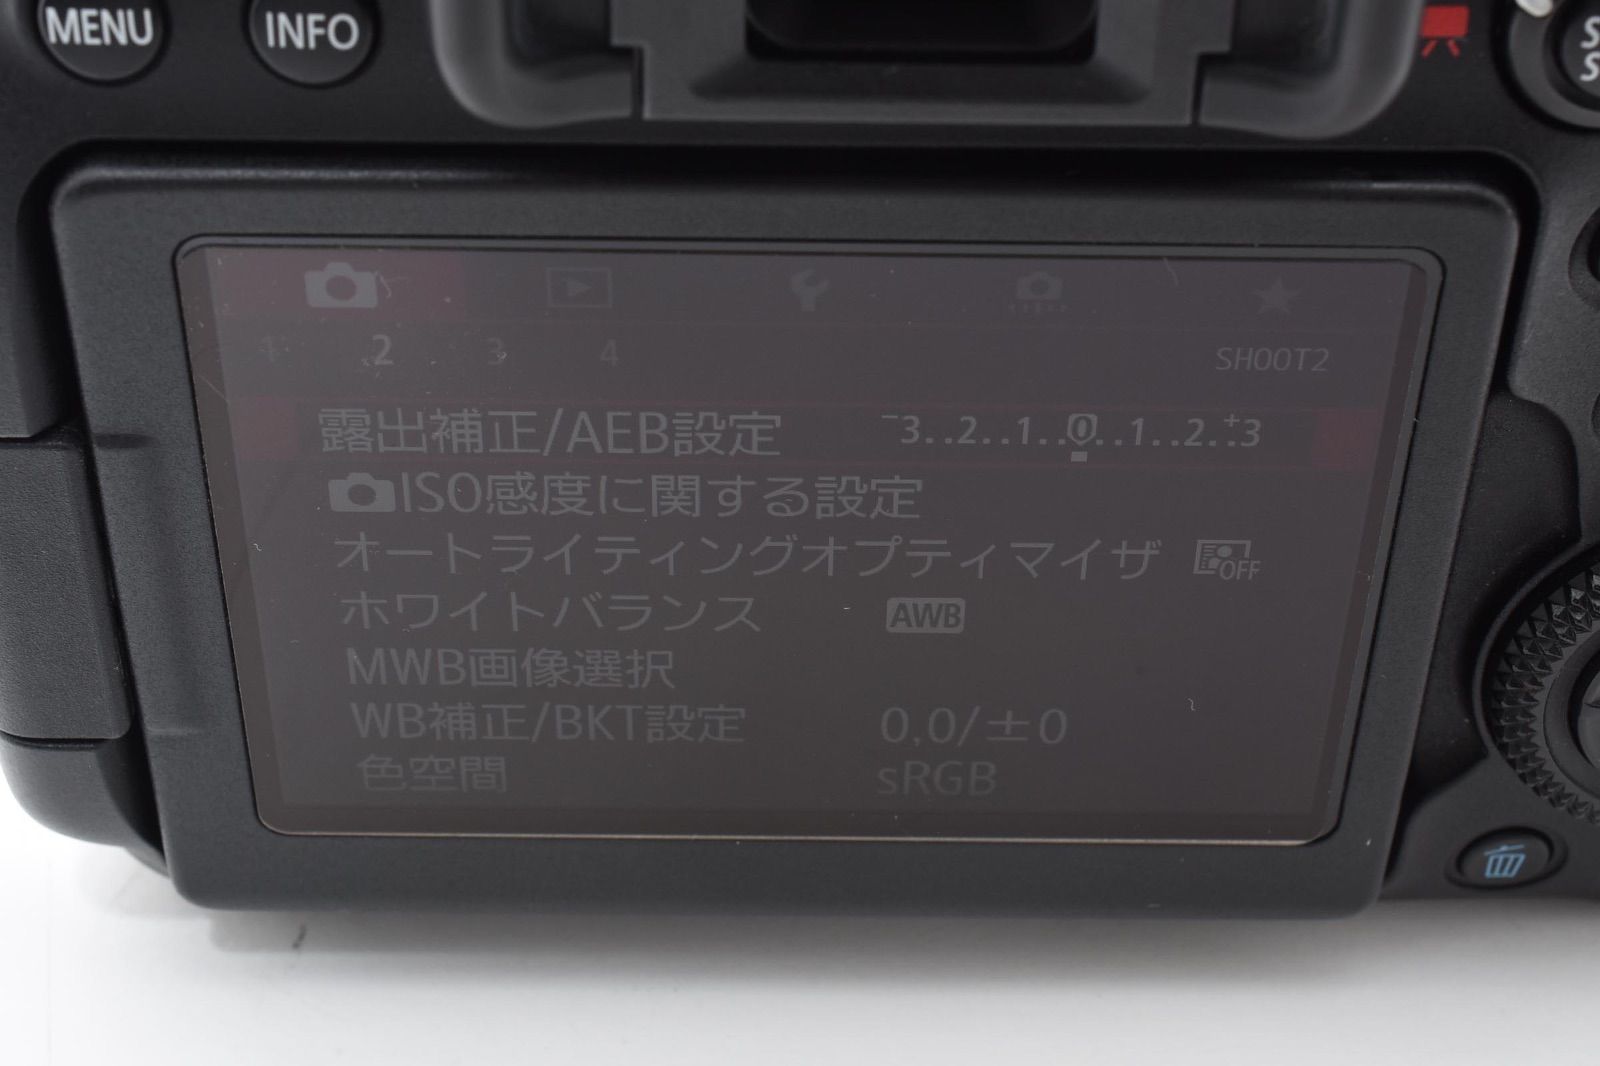 MENU INFO
1 2 3 4 SHOOT2
露出補正/AEB設定 -3..2..1..0..1..2..+3
ISO感度に関する設定
オートライティングオプティマイザ OFF
ホワイトバランス AWB
MWB画像選択
WB補正/BKT設定 0,0/±0
色空間 sRGB